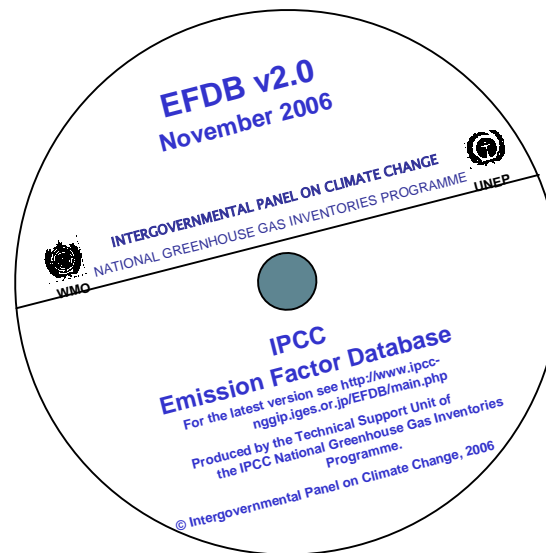 EFDB v2.0
November 2006
INTERGOVERNMENTAL PANEL ON CLIMATE CHANGE
NATIONAL GREENHOUSE GAS INVENTORIES PROGRAMME
UNEP
WMO
IPCC
Emission Factor Database
For the latest version see http://www.ipcc-
nggip.iges.or.jp/EFDB/main.php
Produced by the Technical Support Unit of
the IPCC National Greenhouse Gas Inventories
Programme.
© Intergovernmental Panel on Climate Change, 2006